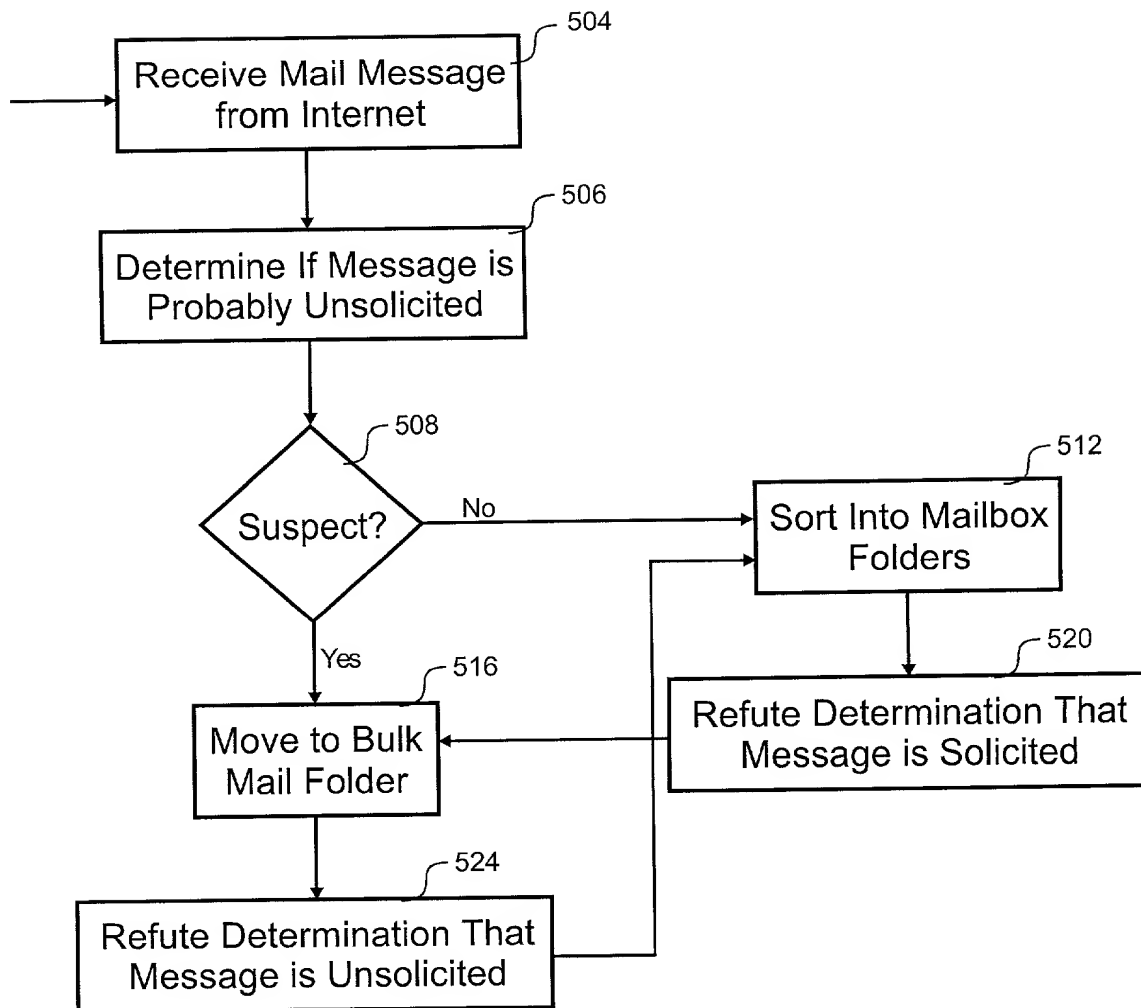 504
Receive Mail Message
from Internet
506
Determine If Message is
Probably Unsolicited
508
Suspect?
No
Yes
512
Sort Into Mailbox
Folders
520
Refute Determination That
Message is Solicited
516
Move to Bulk
Mail Folder
524
Refute Determination That
Message is Unsolicited